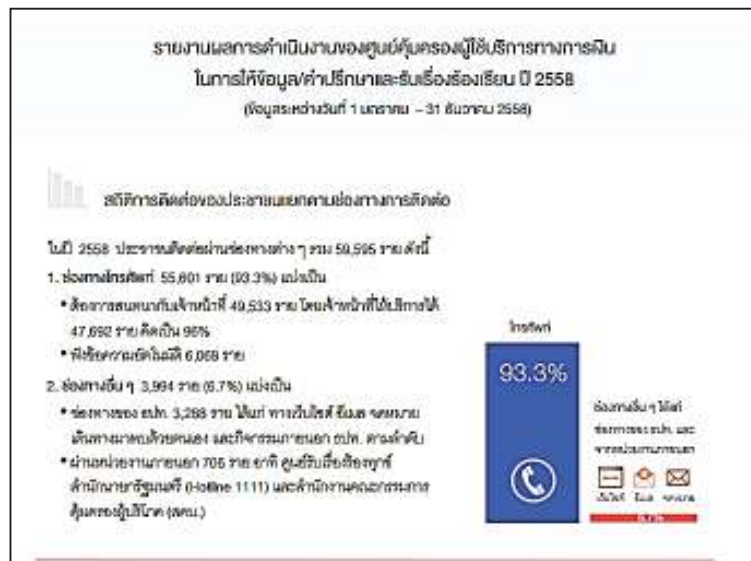 รายงานผลการดำเนินงานของศูนย์คุ้มครองผู้ใช้บริการทางการเงิน
ในการให้ข้อมูล/คำปรึกษาและรับเรื่องร้องเรียน ปี 2558
(ข้อมูลระหว่างวันที่ 1 มกราคม – 31 ธันวาคม 2558)
สถิติการติดต่อของประชาชนแยกตามช่องทางการติดต่อ
ในปี 2558 ประชาชนติดต่อผ่านช่องทางต่าง ๆ รวม 59,595 ราย ดังนี้
1. ช่องทางโทรศัพท์ 55,601 ราย (93.3%) แบ่งเป็น
• ต้องการสนทนากับเจ้าหน้าที่ 49,533 ราย โดยเจ้าหน้าที่ให้บริการได้
47,692 ราย คิดเป็น 96%
• ฟังข้อความอัตโนมัติ 6,068 ราย
2. ช่องทางอื่น ๆ 3,994 ราย (6.7%) แบ่งเป็น
• ช่องทางของ ธปท. 3,288 ราย ได้แก่ ทางเว็บไซต์ อีเมล จดหมาย
เดินทางมาพบด้วยตนเอง และกิจกรรมภายนอก ธปท. ตามลำดับ
• ผ่านหน่วยงานภายนอก 706 ราย อาทิ ศูนย์รับเรื่องร้องทุกข์
สำนักนายกรัฐมนตรี (Hotline 1111) และสำนักงานคณะกรรมการ
คุ้มครองผู้บริโภค (สคบ.)
โทรศัพท์
93.3%
ช่องทางอื่น ๆ ได้แก่
ช่องทางของ ธปท. และ
จากหน่วยงานภายนอก
เว็บไซต์ อีเมล จดหมาย
6.7%